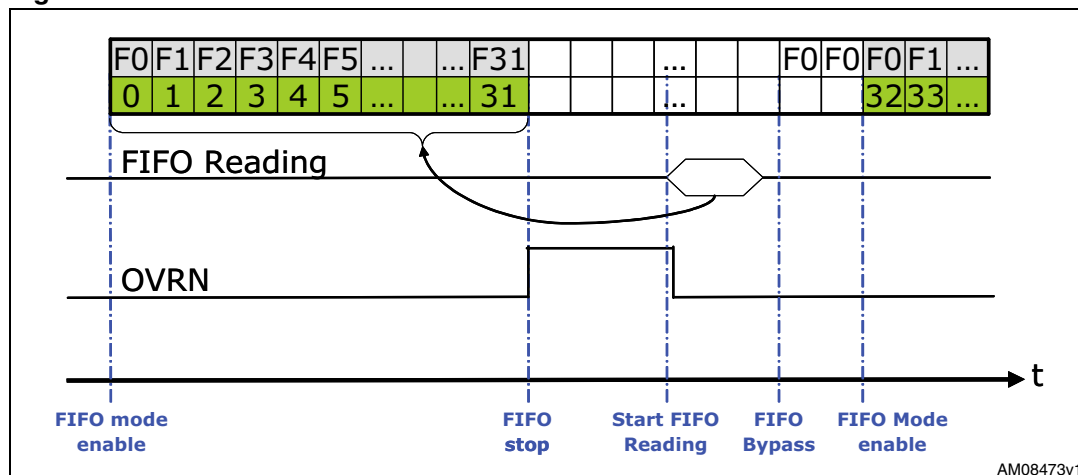 F0 F1 F2 F3 F4 F5 ... ... F31 ... F0 F0 F0 F1 ...
0 1 2 3 4 5 ... ... 31 ... 32 33 ...
FIFO Reading
OVRN
t
FIFO mode
enable
FIFO
stop
Start FIFO
Reading
FIFO
Bypass
FIFO Mode
enable
AM08473v1